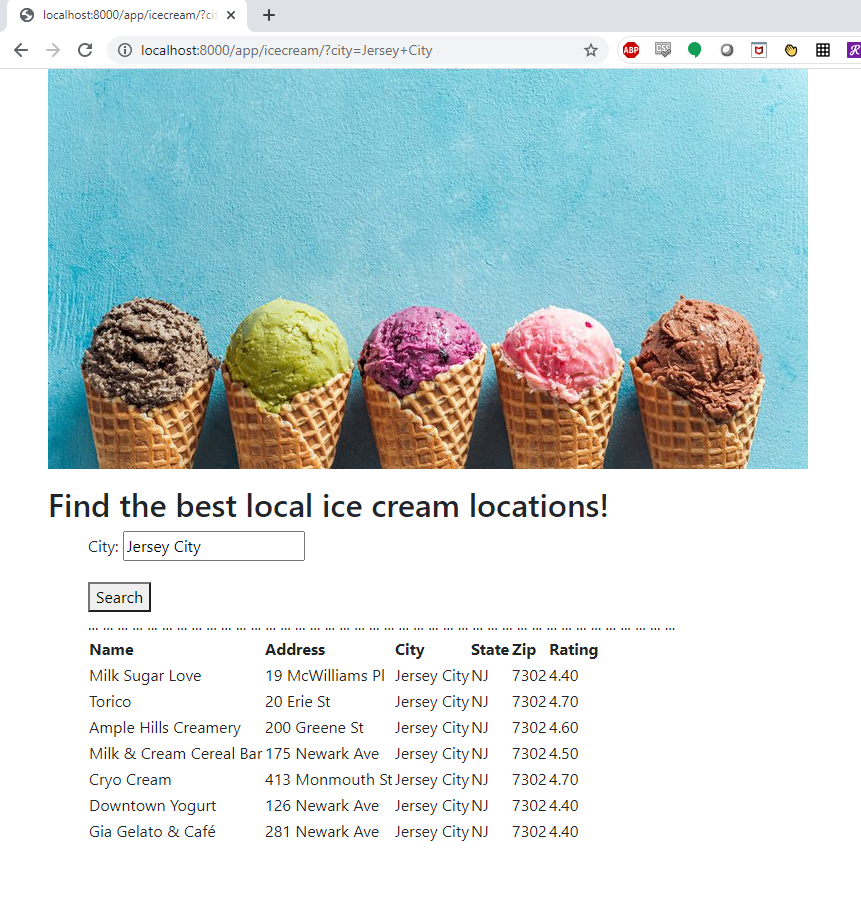 localhost:8000/app/icecream/?cit
localhost:8000/app/icecream/?city=Jersey+City
ABP
Find the best local ice cream locations!
City: Jersey City
Search
... ... ... ... ... ... ... ... ... ... ... ... ... ... ... ... ... ... ... ... ... ... ... ... ... ... ... ... ... ... ... ... ... ... ... ... ... ... ... ...
Name Address City State Zip Rating
Milk Sugar Love 19 McWilliams Pl Jersey City NJ 7302 4.40
Torico 20 Erie St Jersey City NJ 7302 4.70
Ample Hills Creamery 200 Greene St Jersey City NJ 7302 4.60
Milk & Cream Cereal Bar 175 Newark Ave Jersey City NJ 7302 4.50
Cryo Cream 413 Monmouth St Jersey City NJ 7302 4.70
Downtown Yogurt 126 Newark Ave Jersey City NJ 7302 4.40
Gia Gelato & Café 281 Newark Ave Jersey City NJ 7302 4.40